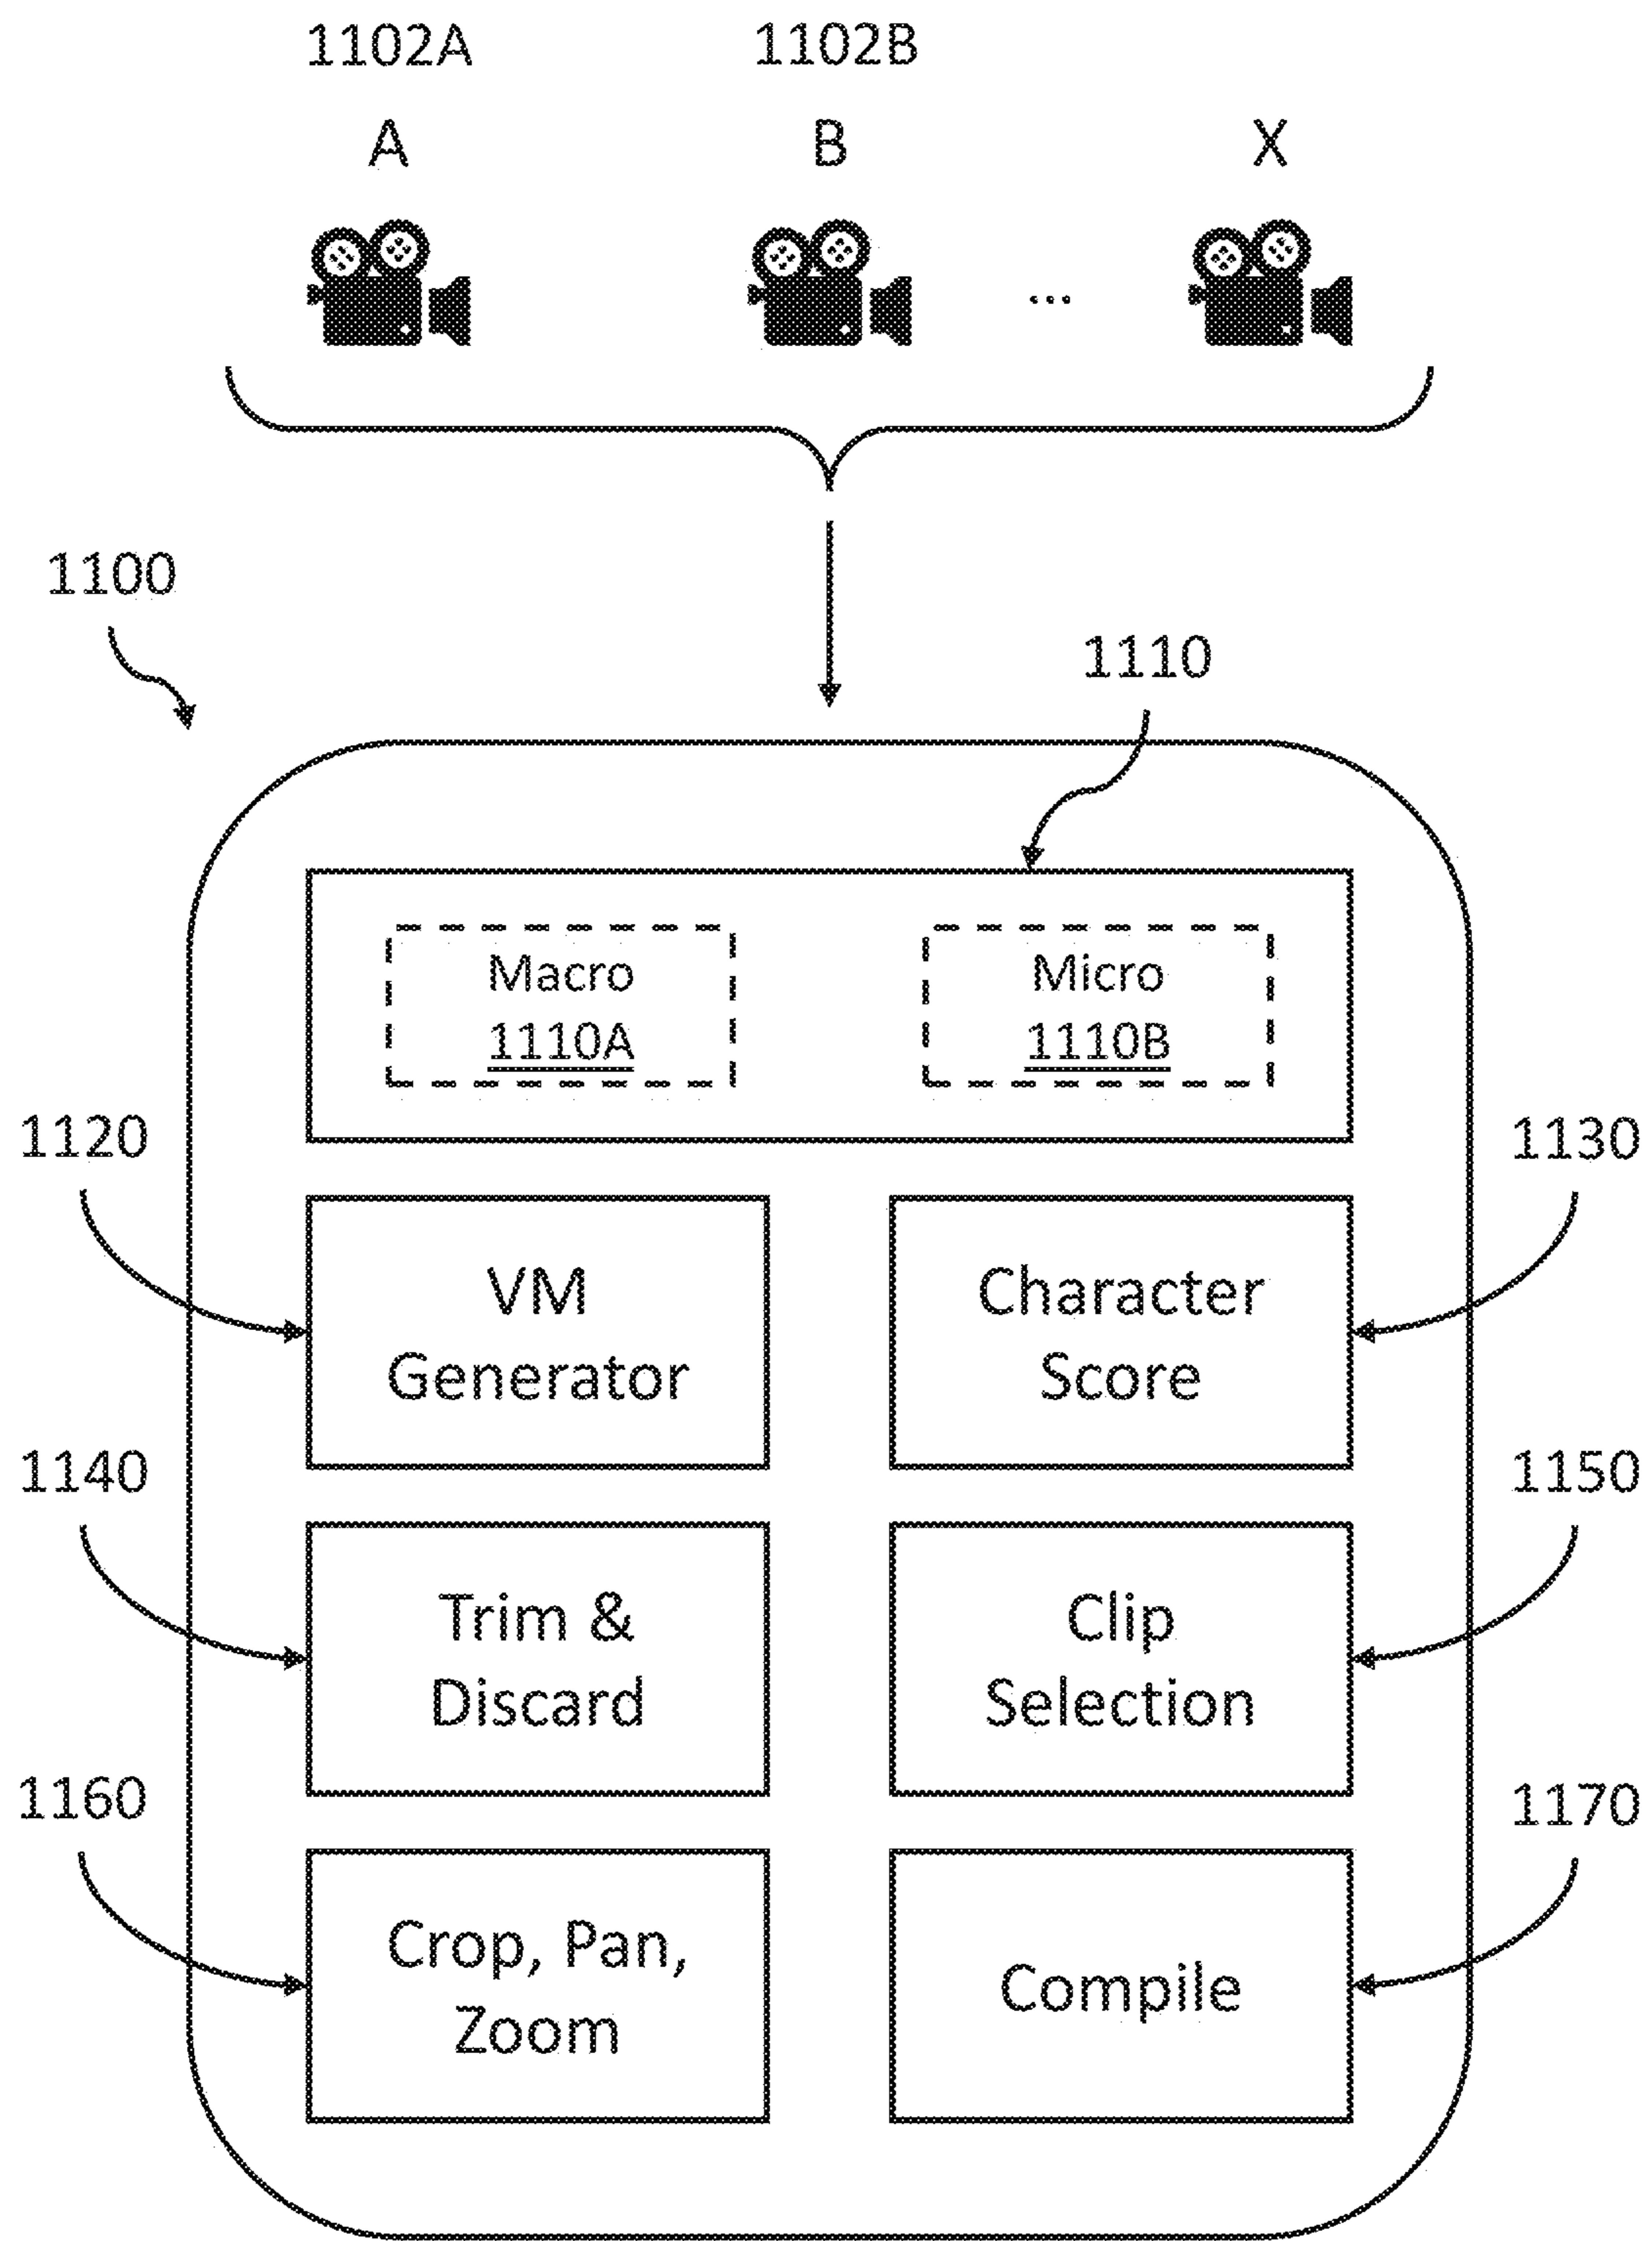 1102A 1102B
A B X
...
1100
1110
Macro Micro
1110A 1110B
1120 1130
VM Character
Generator Score
1140 1150
Trim & Clip
Discard Selection
1160 1170
Crop, Pan,
Zoom
Compile